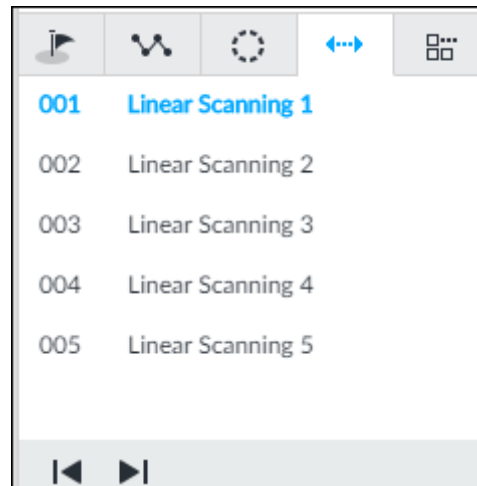 001 Linear Scanning 1
002 Linear Scanning 2
003 Linear Scanning 3
004 Linear Scanning 4
005 Linear Scanning 5